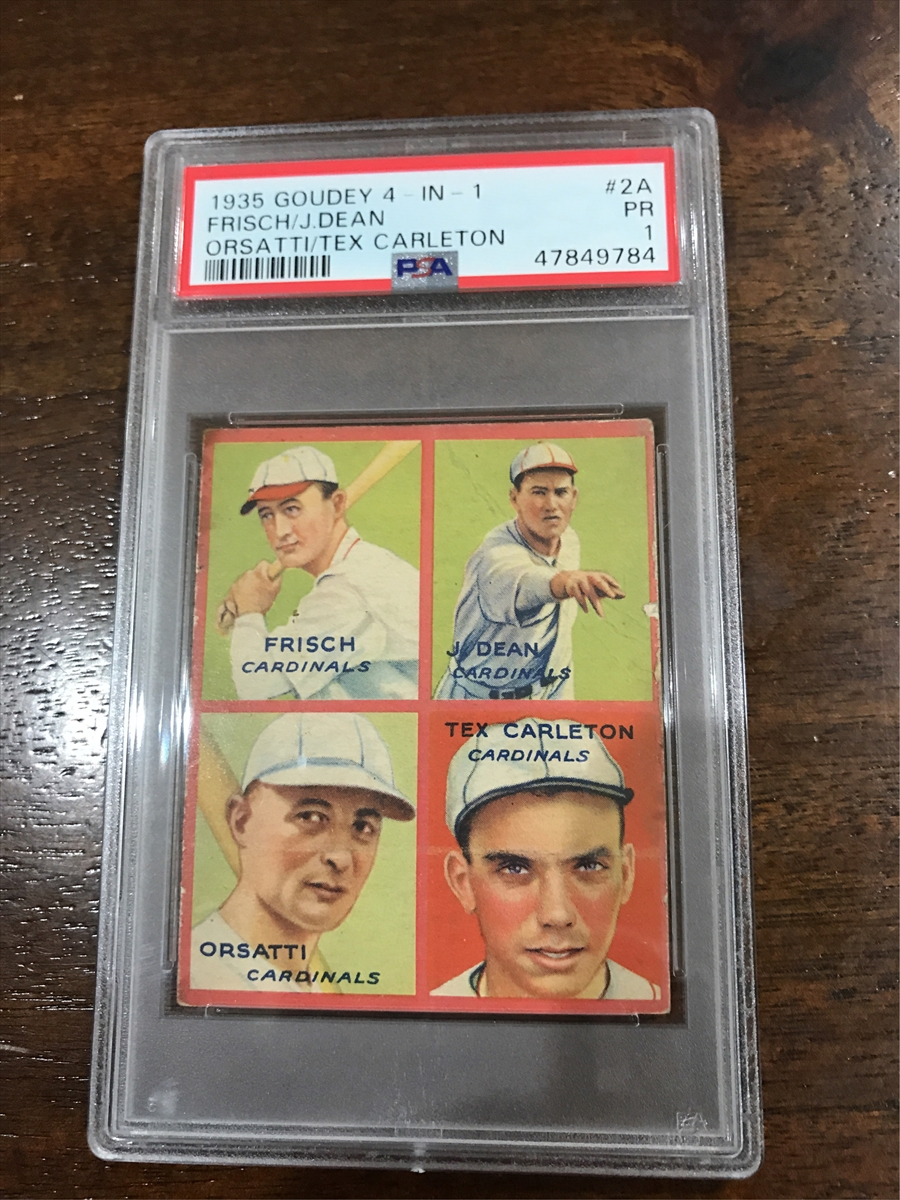 1935 GOUDEY 4-IN-1 #2A
FRISCH/J.DEAN PR
ORSATTI/TEX CARLETON 1
PSA 47849784
FRISCH
CARDINALS
J. DEAN
CARDINALS
ORSATTI
CARDINALS
TEX CARLETON
CARDINALS